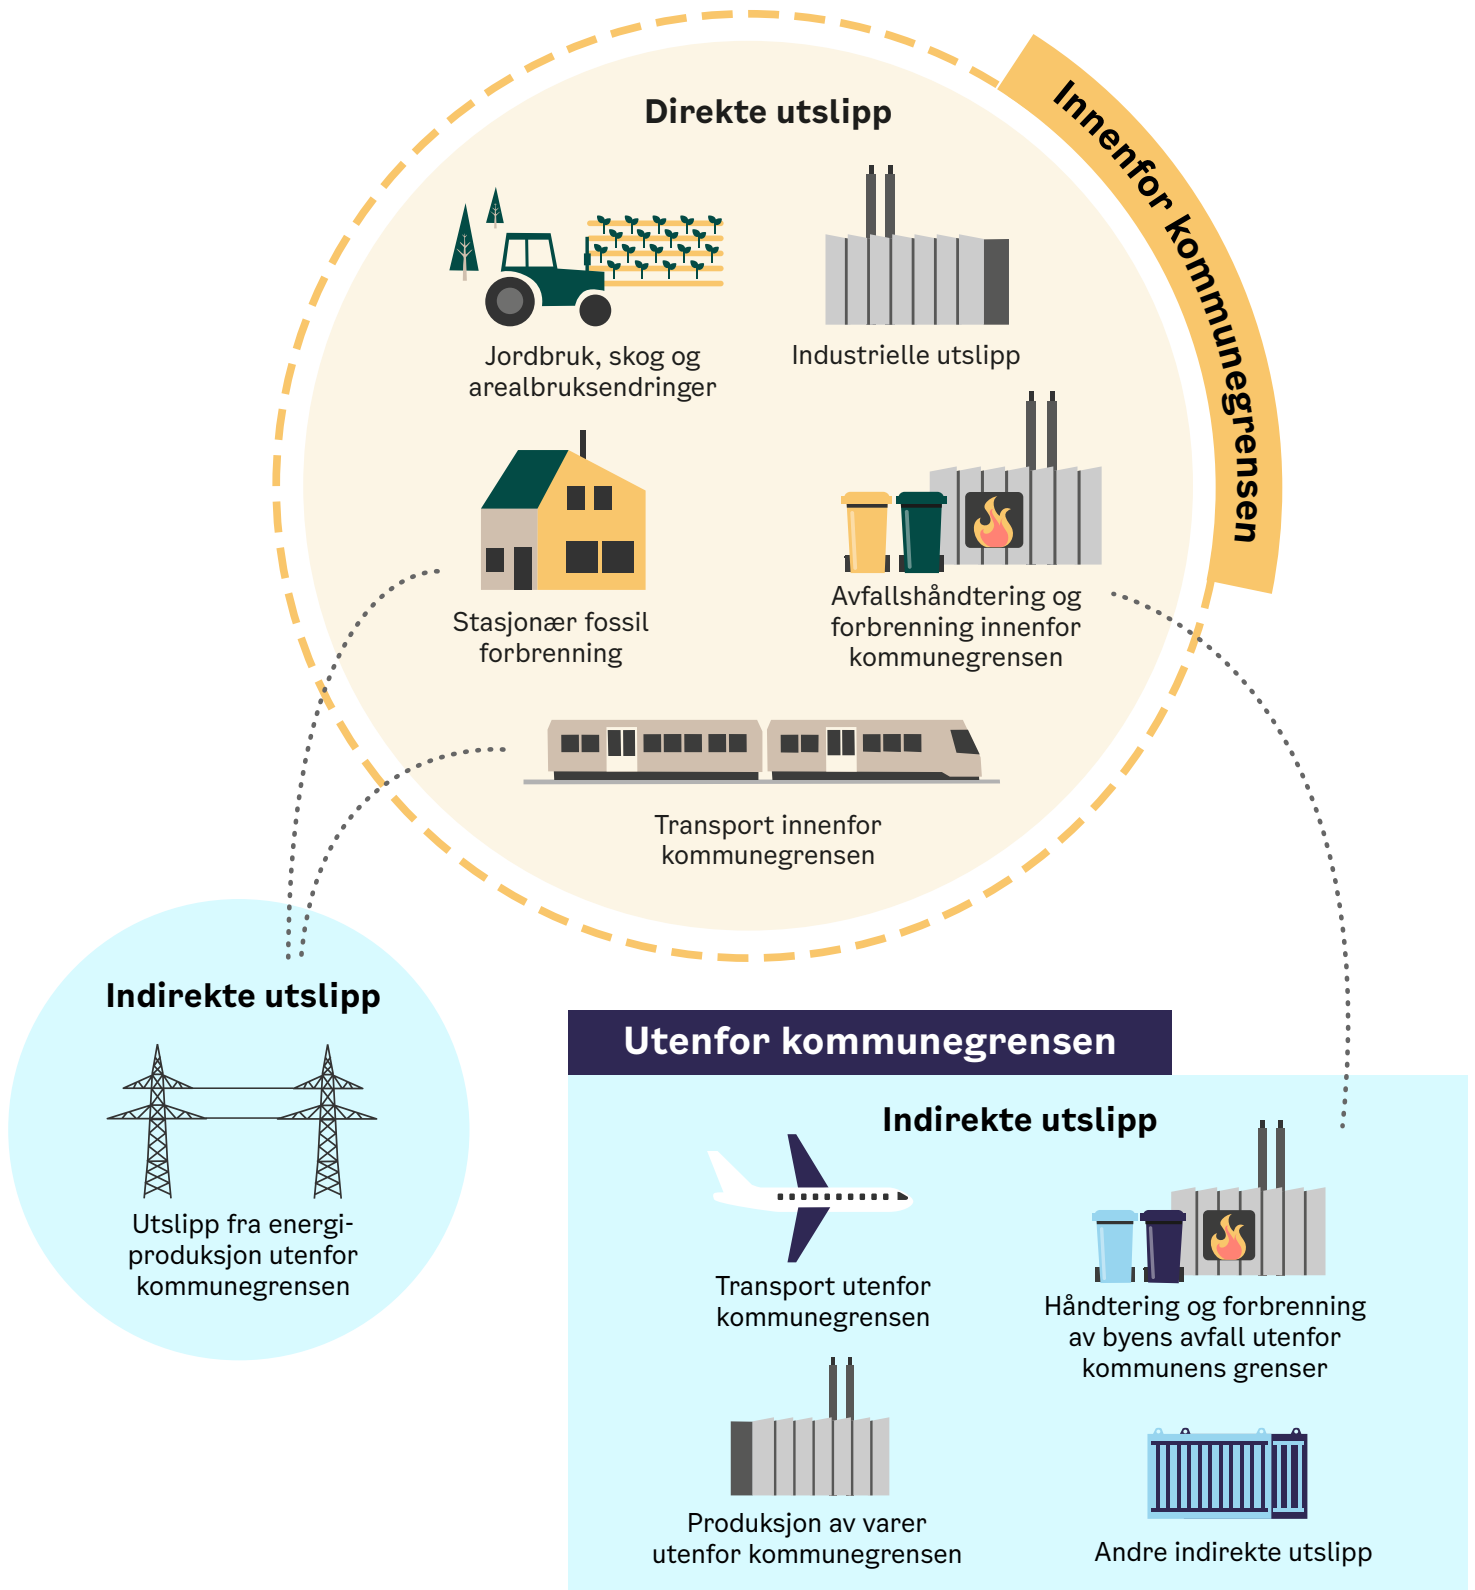 Direkte utslipp
Innenfor kommunegrensen
Jordbruk, skog og
arealbruksendringer
Industrielle utslipp
Stasjonær fossil
forbrenning
Avfallshåndtering og
forbrenning innenfor
kommunegrensen
Transport innenfor
kommunegrensen
Indirekte utslipp
Utslipp fra energi-
produksjon utenfor
kommunegrensen
Utenfor kommunegrensen
Indirekte utslipp
Transport utenfor
kommunegrensen
Håndtering og forbrenning
av byens avfall utenfor
kommunens grenser
Produksjon av varer
utenfor kommunegrensen
Andre indirekte utslipp